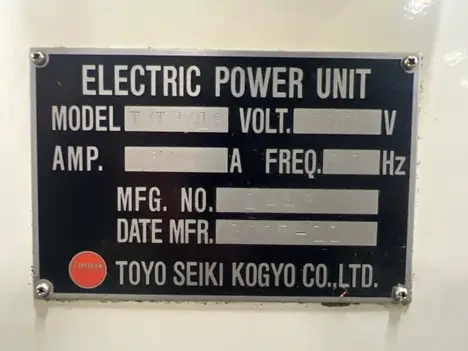 ELECTRIC POWER UNIT
MODEL VOLT. V
AMP. A FREQ. Hz
MFG. NO.
DATE MFR.
TOYO SEIKI KOGYO CO.,LTD.